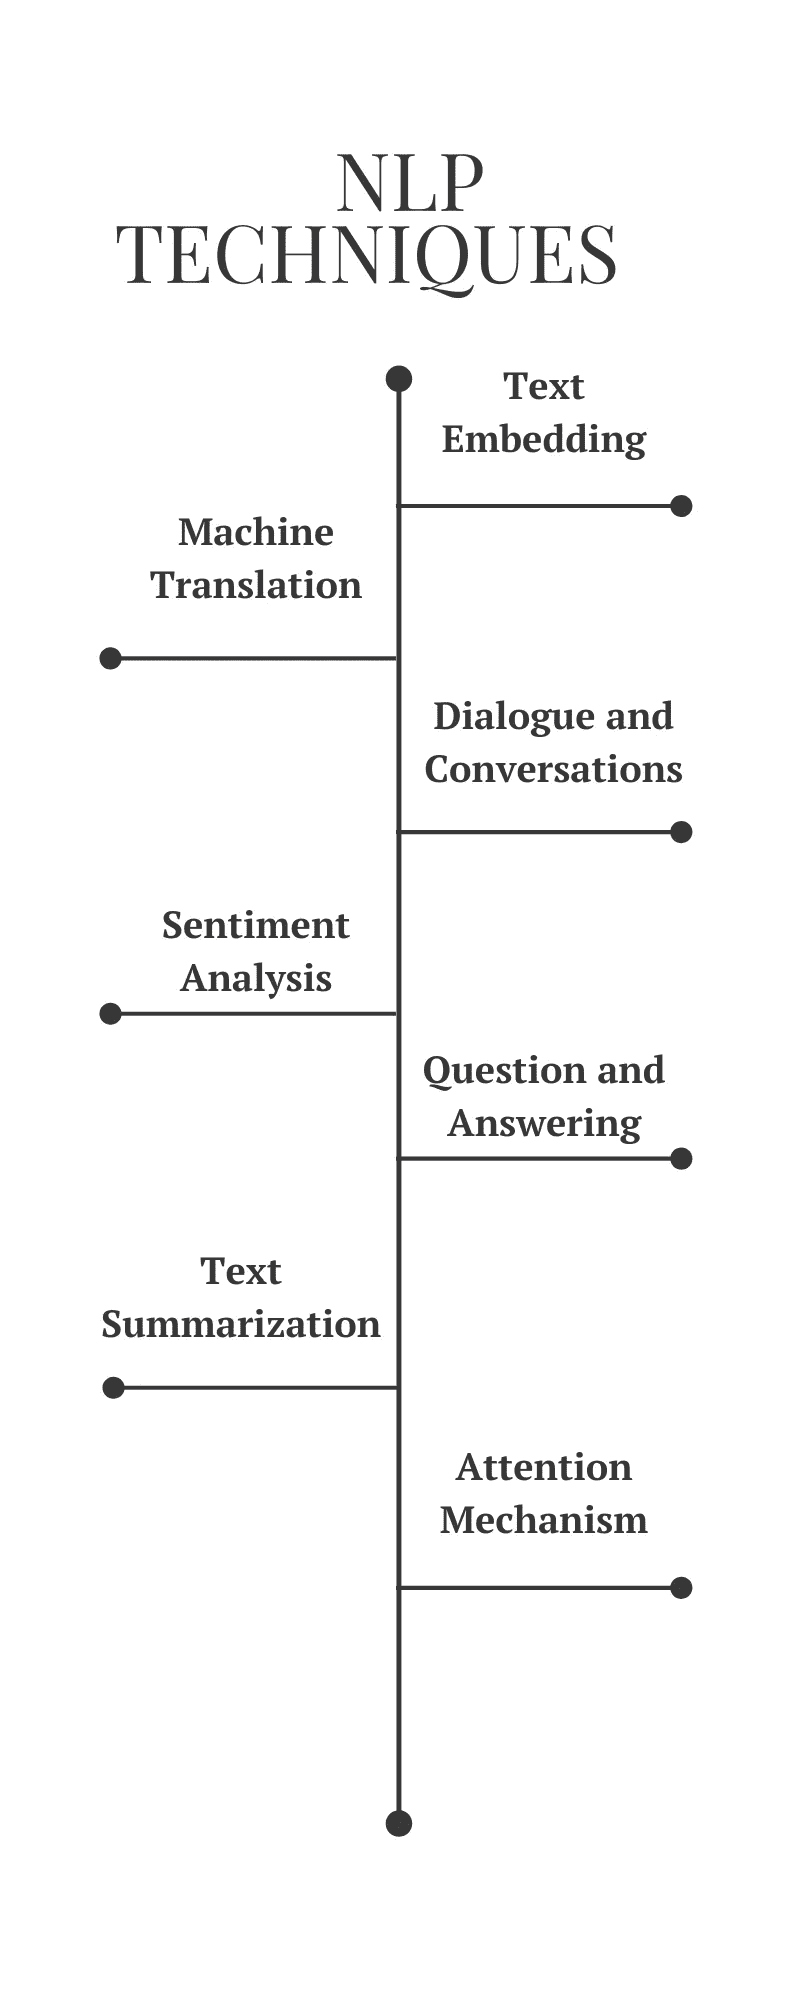 NLP
TECHNIQUES
Text
Embedding
Machine
Translation
Dialogue and
Conversations
Sentiment
Analysis
Question and
Answering
Text
Summarization
Attention
Mechanism